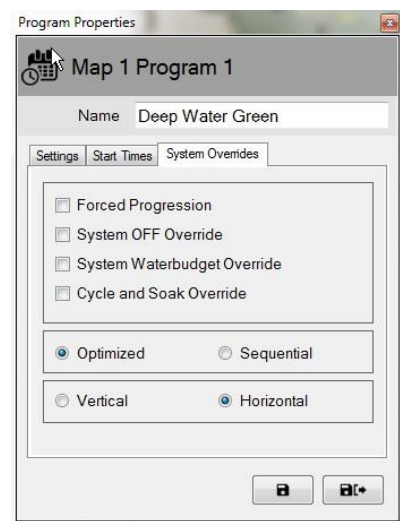 Program Properties
Map 1 Program 1
Name Deep Water Green
Settings Start Times System Overrides
Forced Progression
System OFF Override
System Waterbudget Override
Cycle and Soak Override
Optimized Sequential
Vertical Horizontal